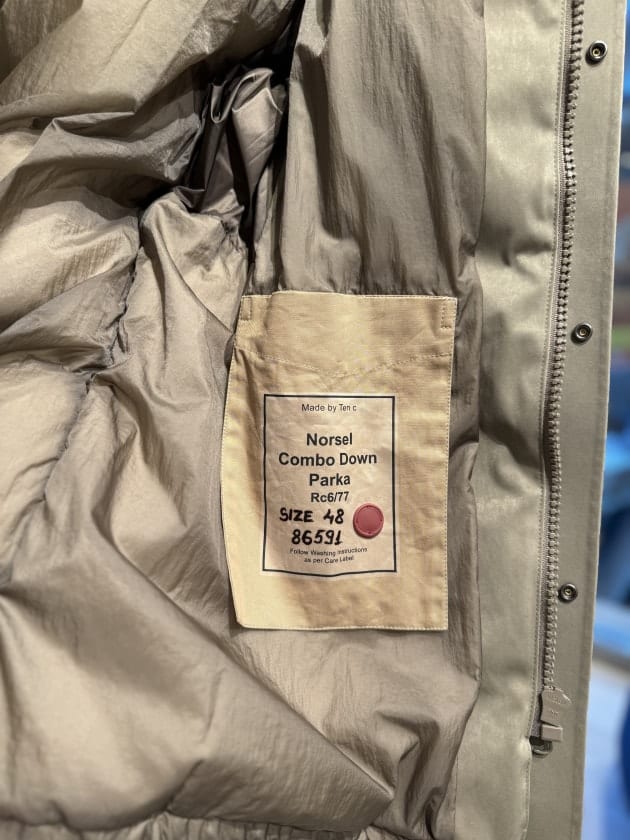 Made by Ten c
Norsel
Combo Down
Parka
Rc6/77
SIZE 48
86591
Follow Washing Instructions
as per Care Label